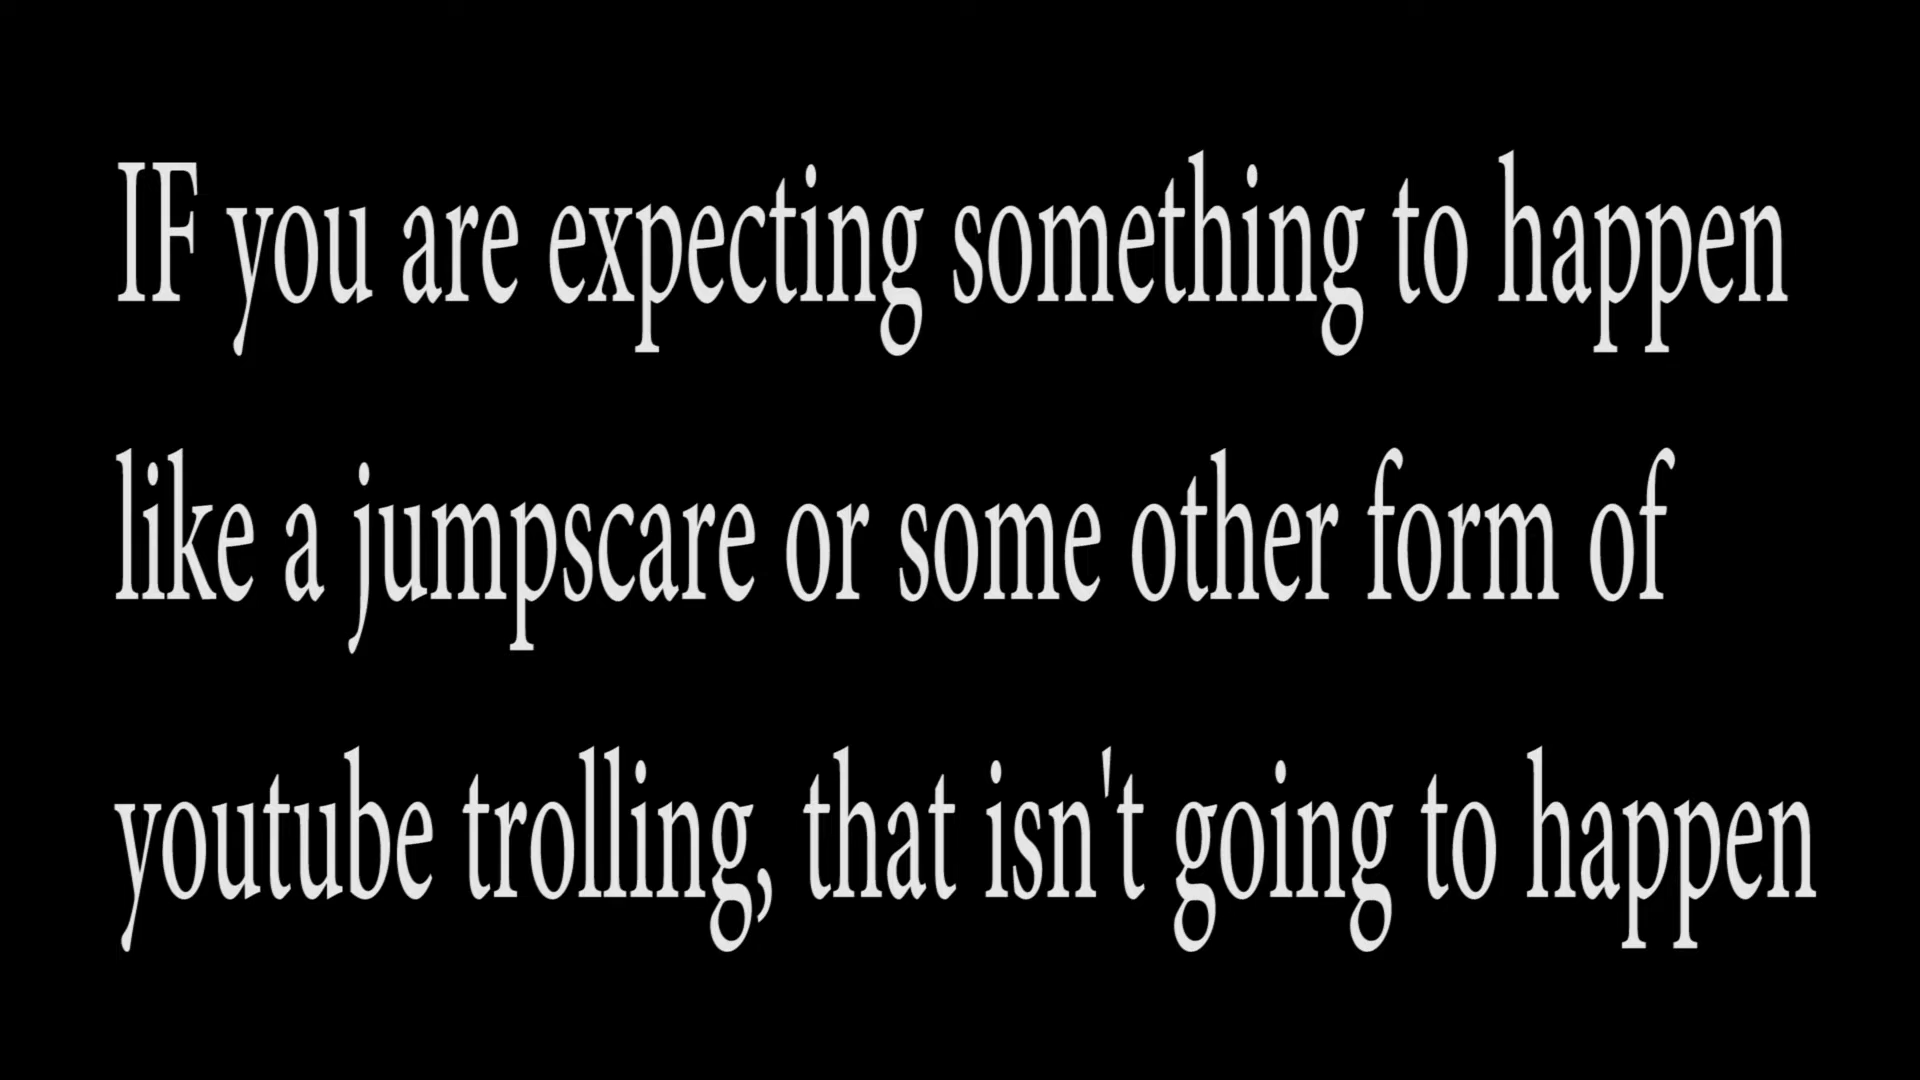 IF you are expecting something to happen
like a jumpscare or some other form of
youtube trolling, that isn't going to happen